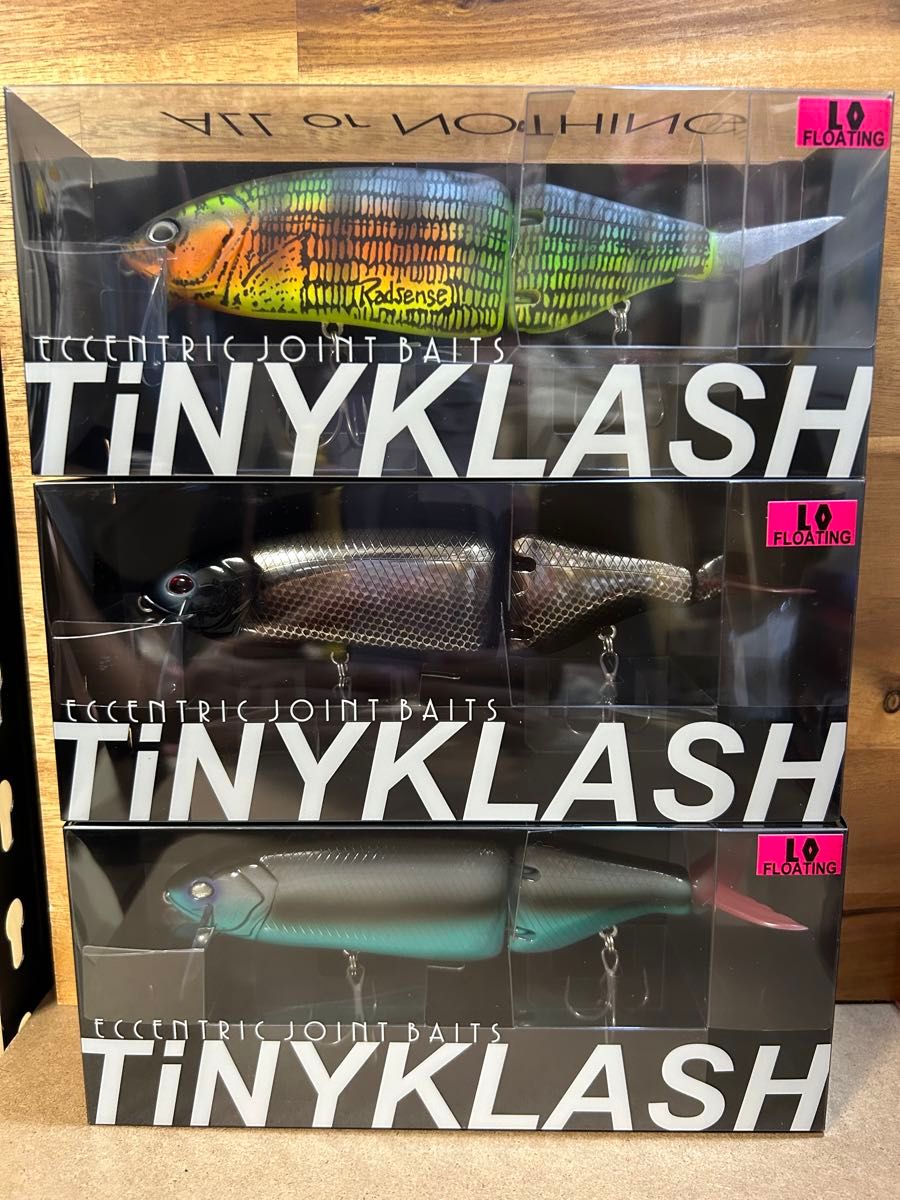 ALL or NOTHING
LO
FLOATING
Radsense
ECCENTRIC JOINT BAITS
TiNYKLASH
LO
FLOATING
ECCENTRIC JOINT BAITS
TiNYKLASH
LO
FLOATING
ECCENTRIC JOINT BAITS
TiNYKLASH